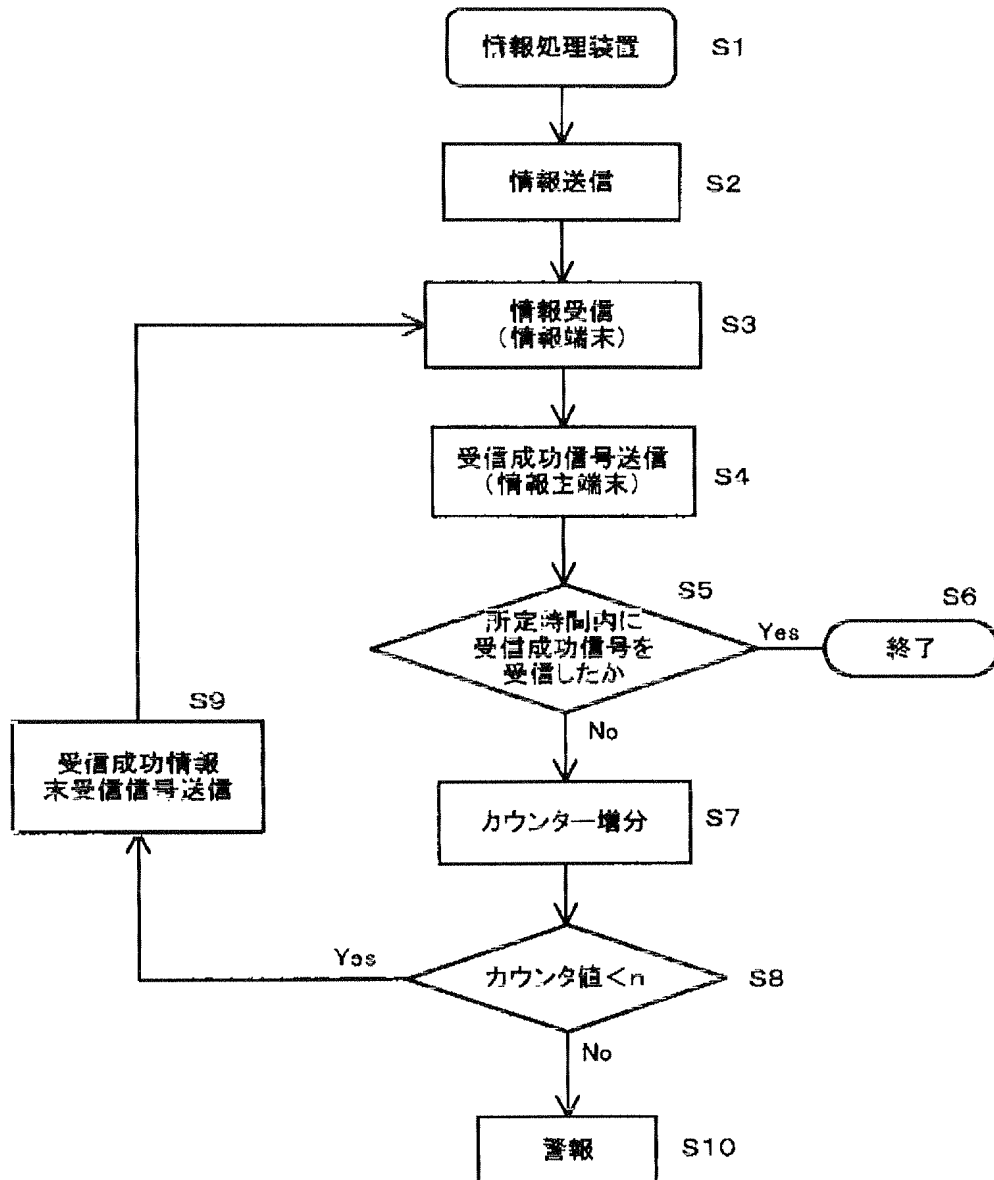 情報処理装置 S1
情報送信 S2
情報受信
(情報端末) S3
受信成功信号送信
(情報主端末) S4
S5
所定時間内に
受信成功信号を
受信したか
Yes
S6
終了
No
S9
受信成功情報
末受信信号送信
カウンター増分 S7
Yes
カウンタ値<n S8
No
警報 S10